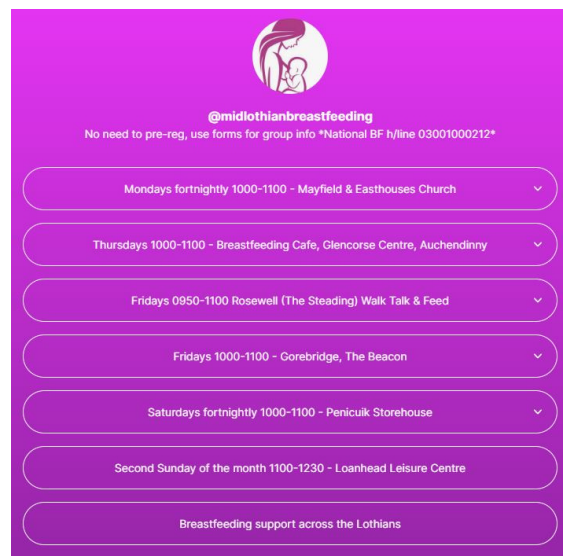 @midlothianbreastfeeding
No need to pre-reg, use forms for group info *National BF h/line 03001000212*
Mondays fortnightly 1000-1100 - Mayfield & Easthouses Church
Thursdays 1000-1100 - Breastfeeding Cafe, Glencorse Centre, Auchendinny
Fridays 0950-1100 Rosewell (The Steading) Walk Talk & Feed
Fridays 1000-1100 - Gorebridge, The Beacon
Saturdays fortnightly 1000-1100 - Penicuik Storehouse
Second Sunday of the month 1100-1230 - Loanhead Leisure Centre
Breastfeeding support across the Lothians